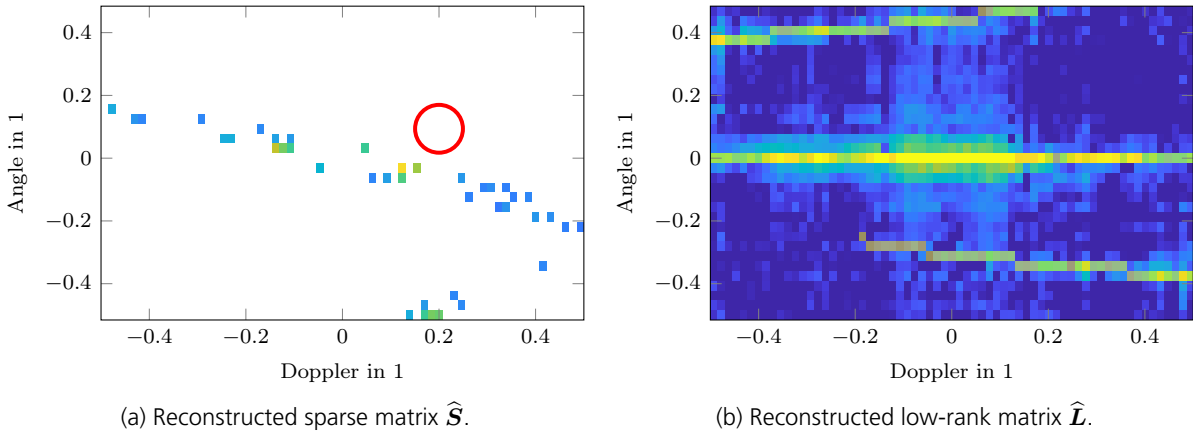 0.4
0.2
0
−0.2
−0.4
Angle in 1
−0.4 −0.2 0 0.2 0.4
Doppler in 1
(a) Reconstructed sparse matrix Ŝ.
0.4
0.2
0
−0.2
−0.4
Angle in 1
−0.4 −0.2 0 0.2 0.4
Doppler in 1
(b) Reconstructed low-rank matrix L̂.